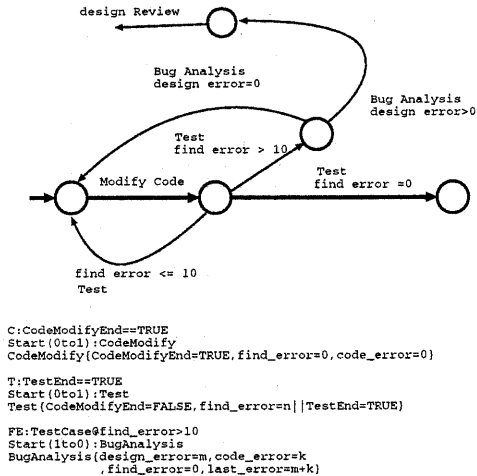 design Review
Bug Analysis
design error=0
Bug Analysis
design error>0
Test
find error > 10
Test
find error =0
Modify Code
find error <= 10
Test
C:CodeModifyEnd==TRUE
Start(0to1):CodeModify
CodeModify{CodeModifyEnd=TRUE,find_error=0,code_error=0}
T:TestEnd==TRUE
Start(0to1):Test
Test{CodeModifyEnd=FALSE,find_error=n||TestEnd=TRUE}
FE:TestCase@find_error>10
Start(1to0):BugAnalysis
BugAnalysis{design_error=m,code_error=k
,find_error=0,last_error=m+k}